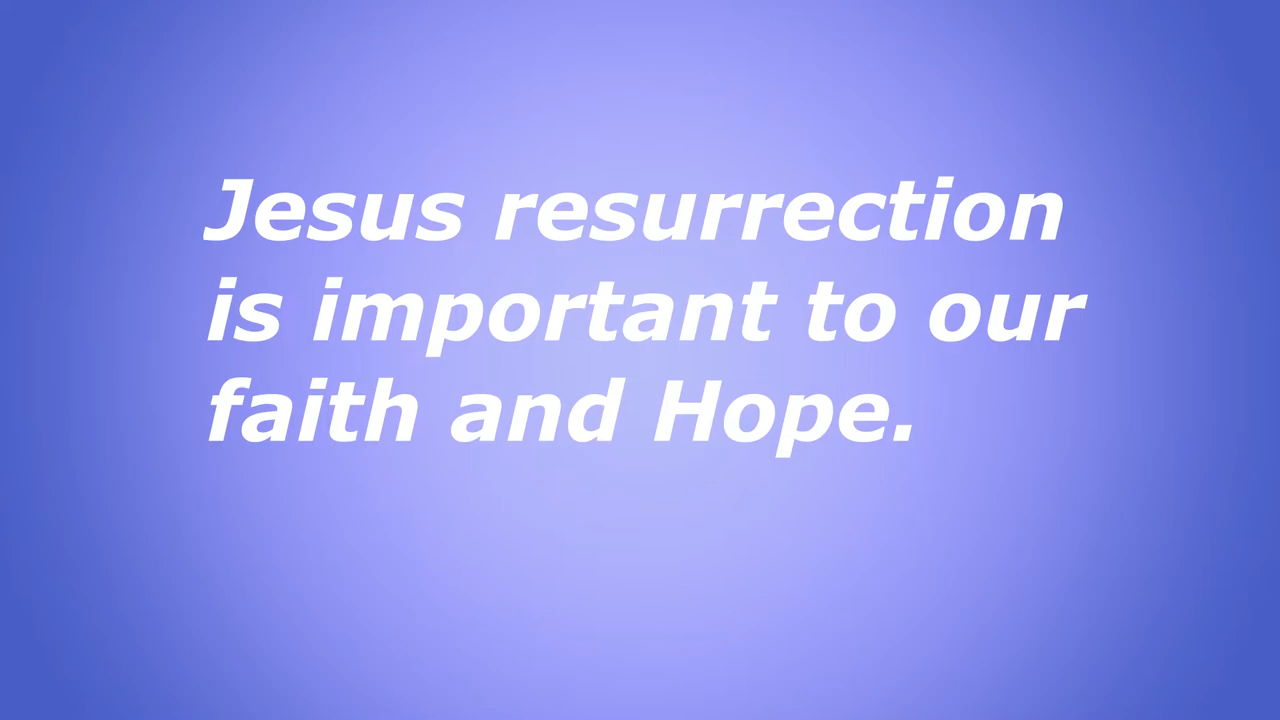 Jesus resurrection
is important to our
faith and Hope.